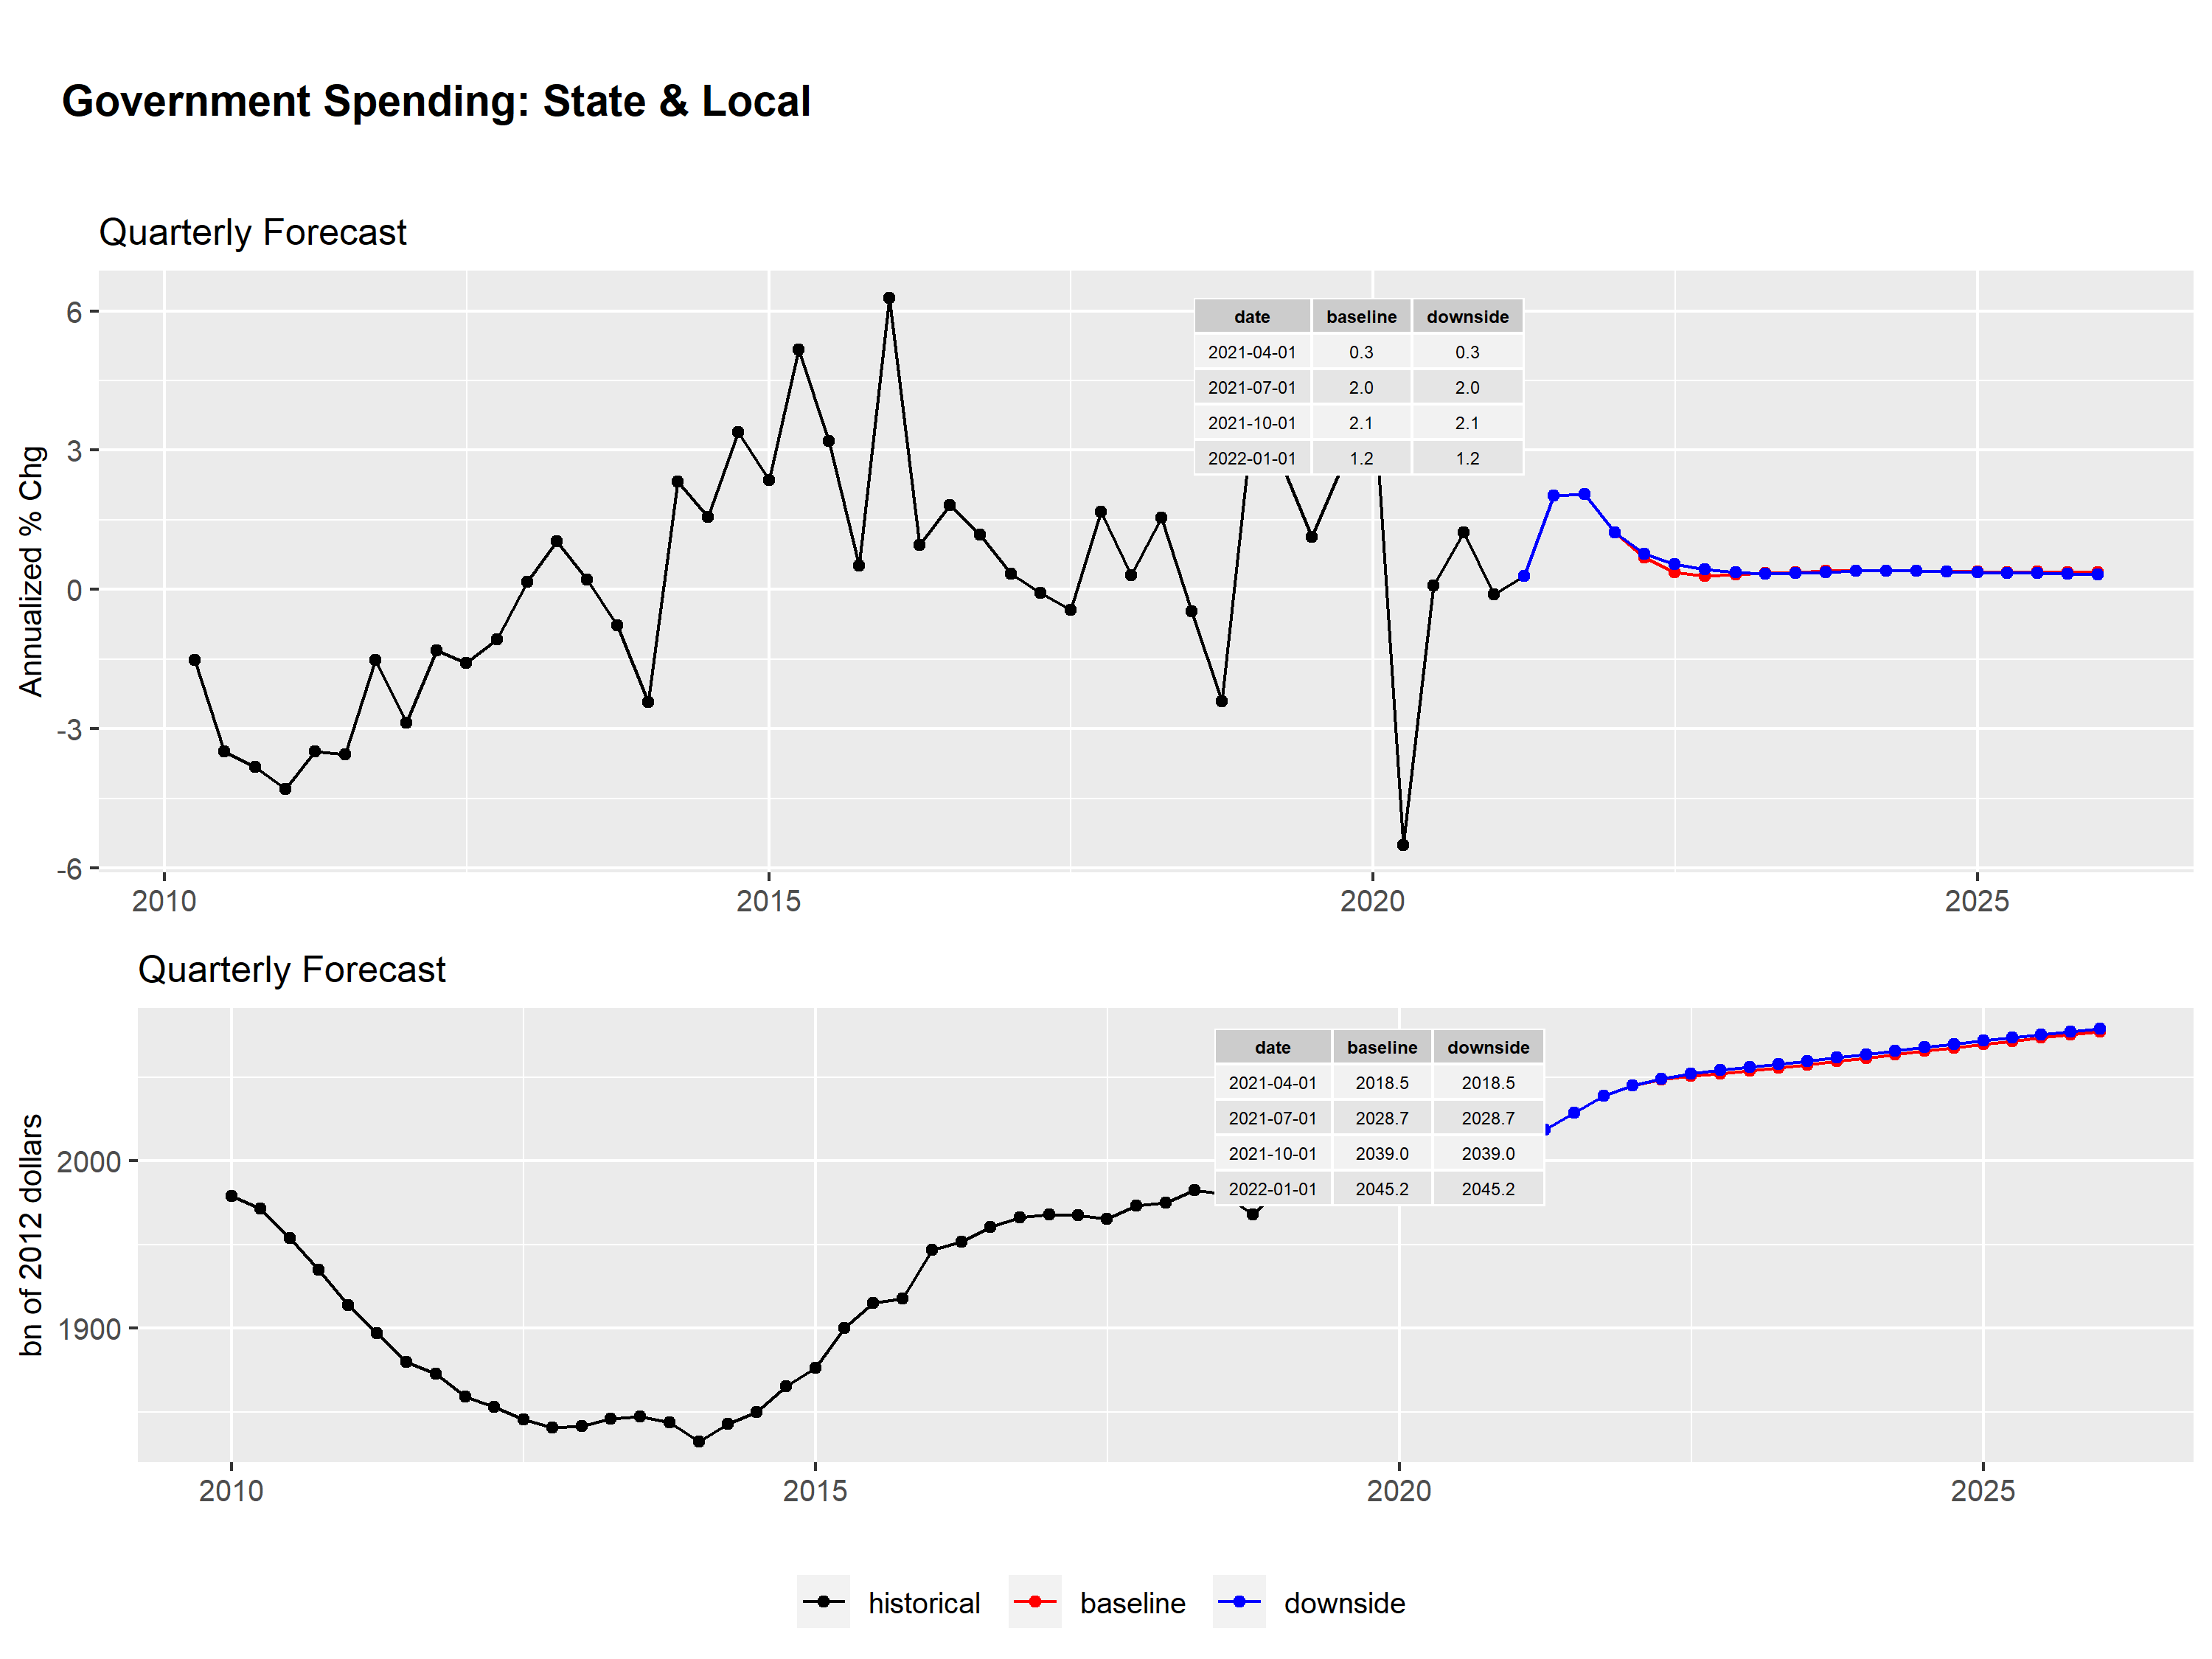 Government Spending: State & Local
Quarterly Forecast
Annualized % Chg
6
3
0
-3
-6
date baseline downside
2021-04-01 0.3 0.3
2021-07-01 2.0 2.0
2021-10-01 2.1 2.1
2022-01-01 1.2 1.2
2010 2015 2020 2025
Quarterly Forecast
bn of 2012 dollars
2000
1900
date baseline downside
2021-04-01 2018.5 2018.5
2021-07-01 2028.7 2028.7
2021-10-01 2039.0 2039.0
2022-01-01 2045.2 2045.2
2010 2015 2020 2025
historical baseline downside